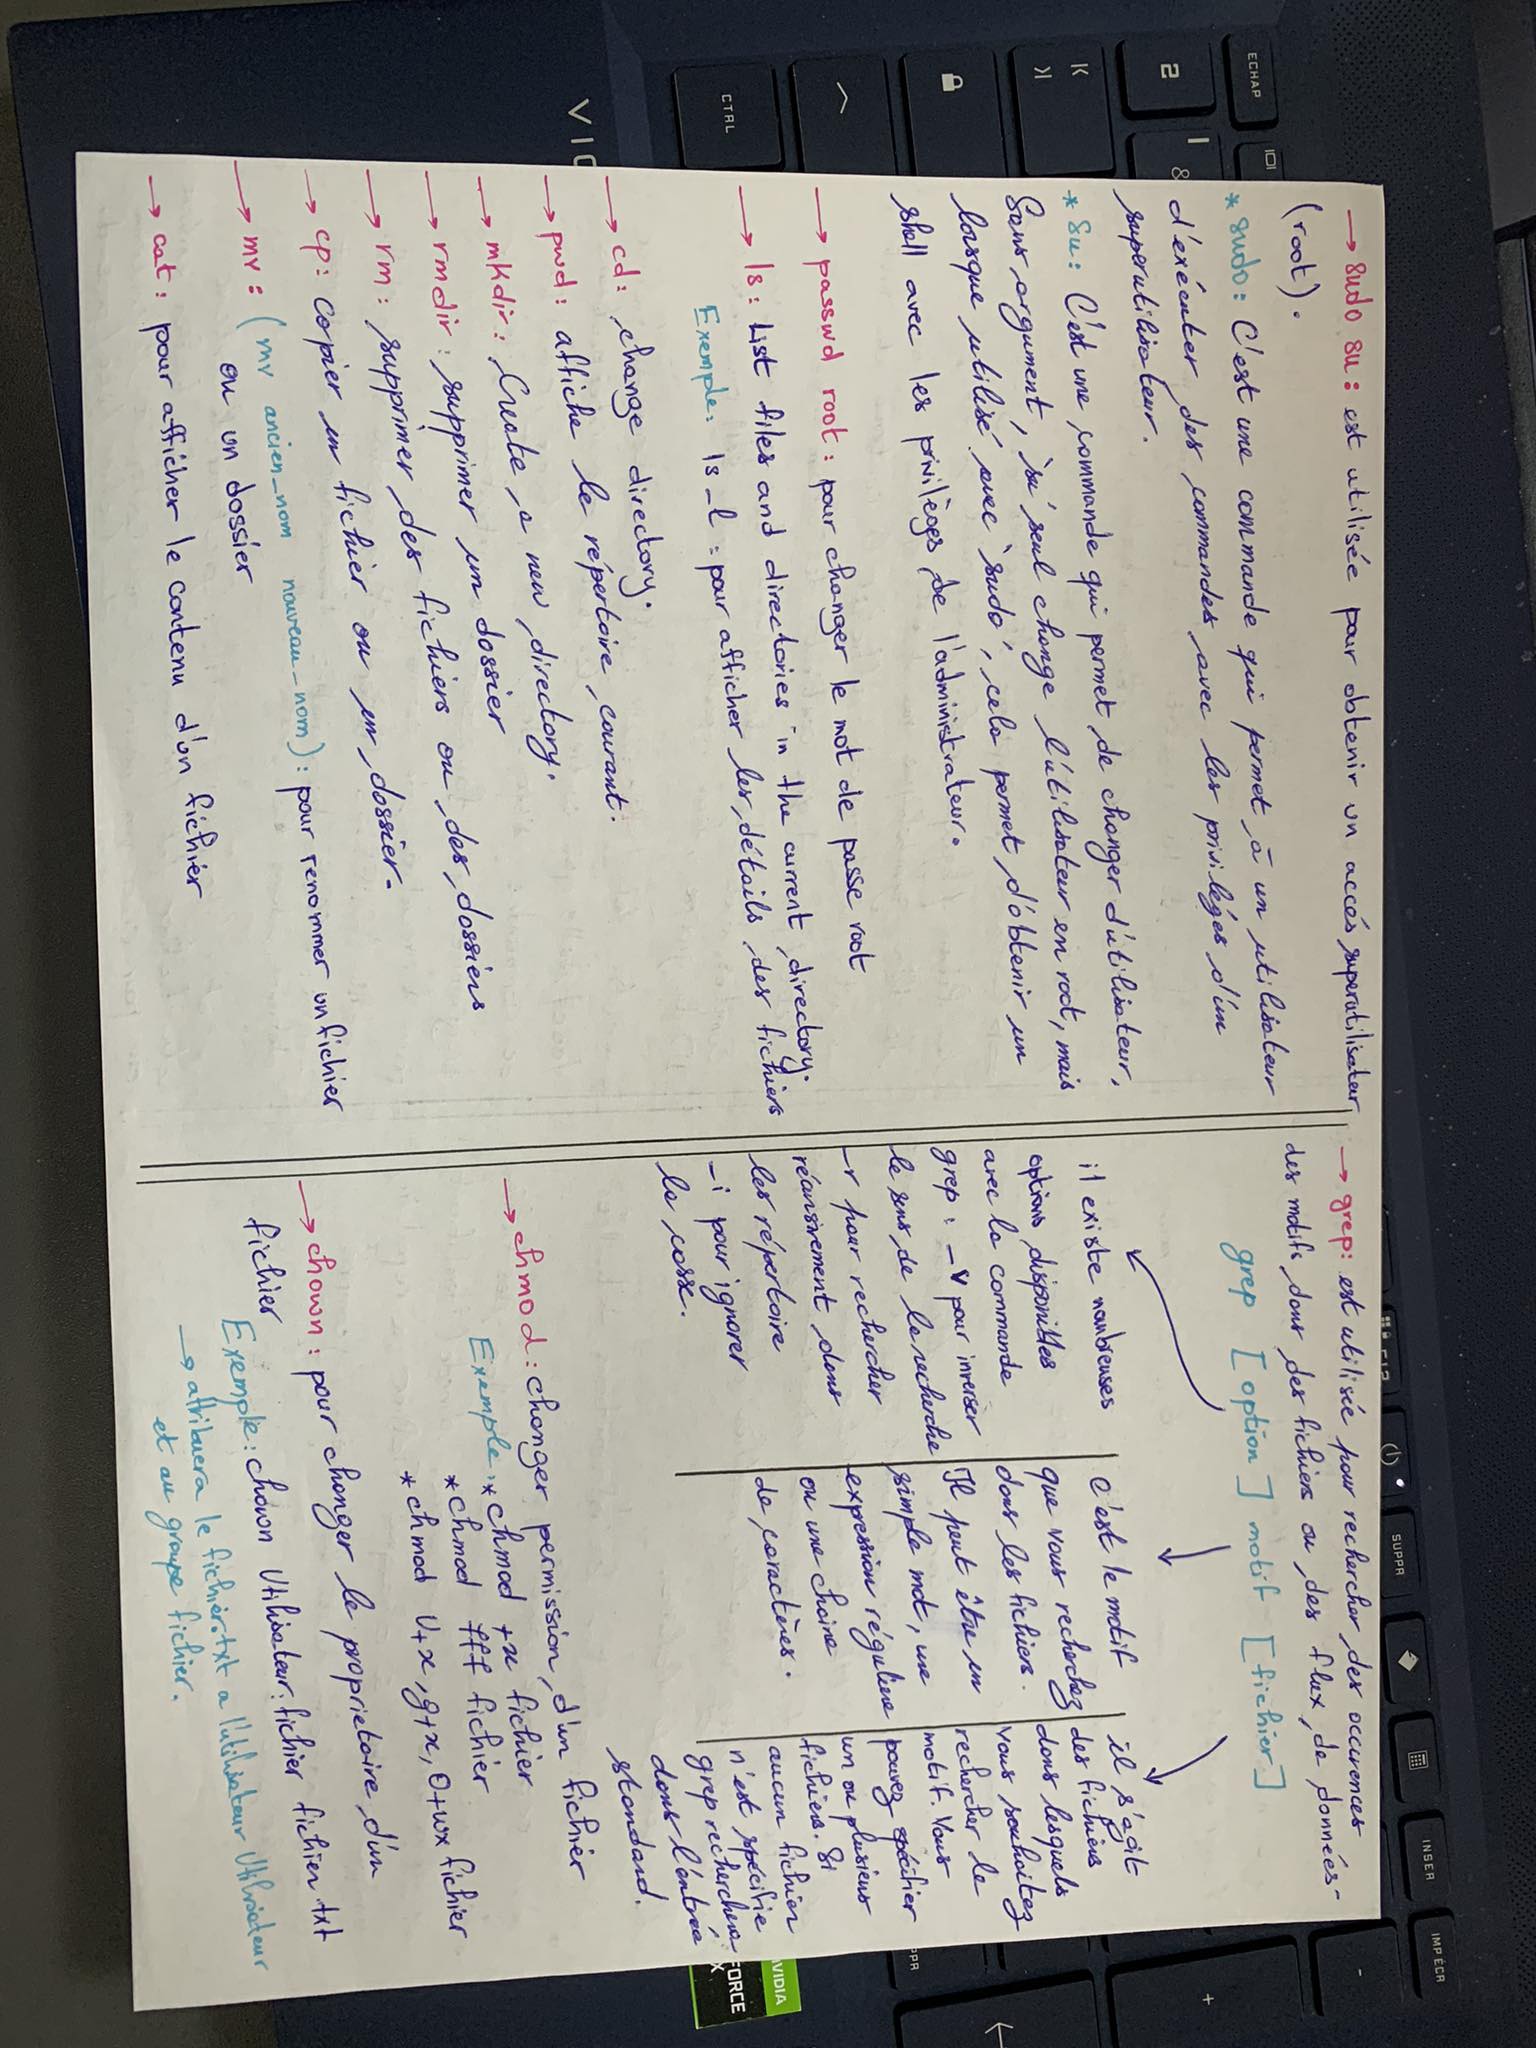 → sudo su : est utilisée pour obtenir un accés superutilisateur
(root).
* sudo : C'est une commande qui permet à un utilisateur
d'exécuter des commandes avec les priviléges d'un
superutilisateur.
* Su : C'est une commande qui permet de changer d'utilisateur,
Sans argument, 'su' seul change l'utilisateur en root, mais
lorsque utilisé avec 'sudo', cela permet d'obtenir un
shell avec les privilèges de l'administrateur.
→ passwd root : pour changer le mot de passe root
→ ls : List files and directories in the current directory.
Exemple : ls -l : pour afficher les détails des fichiers
→ cd : change directory.
→ pwd : affiche le répertoire courant.
→ mkdir : Create a new directory.
→ rmdir : supprimer un dossier
→ rm : supprimer des fichiers ou des dossiers
→ cp : copier un fichier ou un dossier.
→ mv : (mv ancien_nom nouveau_nom) : pour renommer un fichier
ou un dossier
→ cat : pour afficher le contenu d'un fichier
→ grep : est utilisée pour rechercher des occurences
des motifs dans des fichiers ou des flux de données-
grep [option] motif [fichier]
il existe nombreuses
options disponibles
avec la commande
grep : -v pour inverser
le sens de la recherche
-r pour rechercher
récursivement dans
les répertoire
-i pour ignorer
la casse.
c'est le motif
que vous recherchez
dans les fichiers.
Il peut être un
simple mot, une
expression régulière
ou une chaine
de caractères.
il s'agit
des fichiers
dans lesquels
vous souhaitez
rechercher le
motif. Vous
pouvez spécifier
un ou plusieurs
fichiers. Si
aucun fichier
n'est spécifie
grep recherchera
dans l'entrée
standard.
→ chmod : changer permission d'un fichier
Exemple : * chmod +x fichier
* chmod 777 fichier
* chmod U+x, g+x, O+wx fichier
→ chown : pour changer le proprietaire d'un
fichier
Exemple : chown Utilisateur:fichier fichier.txt
→ attribuera le fichier.txt a l'utilisateur Utilisateur
et au groupe fichier.
ECHAP
2
&
K
CTRL
VIC
SUPPR
INSER
IMP ÉCR
-
+
VIDIA
FORCE
X